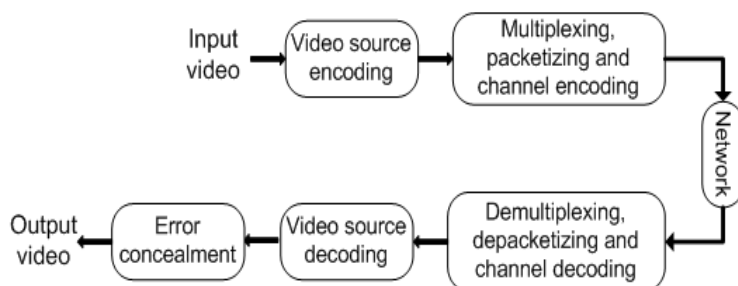 Input
video
Video source
encoding
Multiplexing,
packetizing and
channel encoding
Network
Demultiplexing,
depacketizing and
channel decoding
Video source
decoding
Error
concealment
Output
video